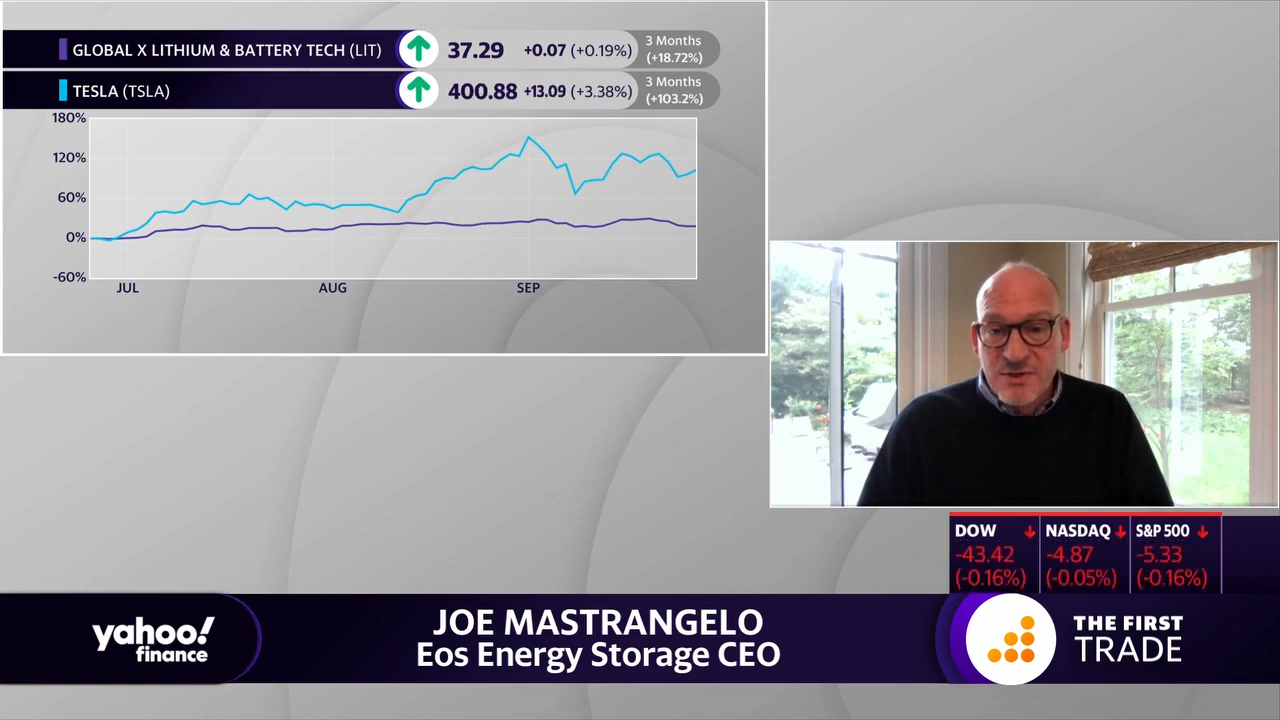 GLOBAL X LITHIUM & BATTERY TECH (LIT) 37.29 +0.07 (+0.19%) 3 Months (+18.72%)
TESLA (TSLA) 400.88 +13.09 (+3.38%) 3 Months (+103.2%)
180%
120%
60%
0%
-60%
JUL AUG SEP
DOW NASDAQ S&P 500
-43.42 -4.87 -5.33
(-0.16%) (-0.05%) (-0.16%)
yahoo!
finance
JOE MASTRANGELO
Eos Energy Storage CEO
THE FIRST
TRADE